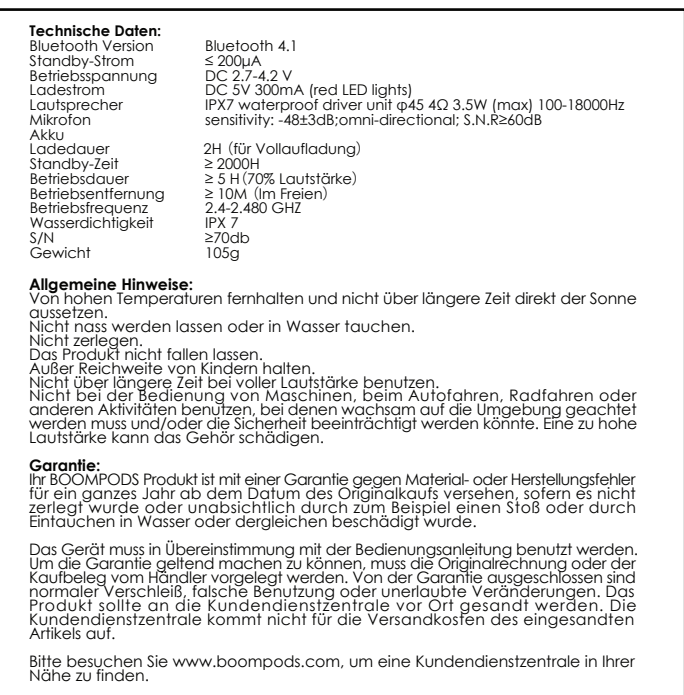 Technische Daten:
Bluetooth Version Bluetooth 4.1
Standby-Strom ≤ 200µA
Betriebsspannung DC 2.7-4.2 V
Ladestrom DC 5V 300mA (red LED lights)
Lautsprecher IPX7 waterproof driver unit φ45 4Ω 3.5W (max) 100-18000Hz
Mikrofon sensitivity: -48±3dB;omni-directional; S.N.R≥60dB
Akku
Ladedauer 2H (für Vollaufladung)
Standby-Zeit ≥ 2000H
Betriebsdauer ≥ 5 H(70% Lautstärke)
Betriebsentfernung ≥ 10M (Im Freien)
Betriebsfrequenz 2.4-2.480 GHZ
Wasserdichtigkeit IPX 7
S/N ≥70db
Gewicht 105g
Allgemeine Hinweise:
Von hohen Temperaturen fernhalten und nicht über längere Zeit direkt der Sonne
aussetzen.
Nicht nass werden lassen oder in Wasser tauchen.
Nicht zerlegen.
Das Produkt nicht fallen lassen.
Außer Reichweite von Kindern halten.
Nicht über längere Zeit bei voller Lautstärke benutzen.
Nicht bei der Bedienung von Maschinen, beim Autofahren, Radfahren oder
anderen Aktivitäten benutzen, bei denen wachsam auf die Umgebung geachtet
werden muss und/oder die Sicherheit beeinträchtigt werden könnte. Eine zu hohe
Lautstärke kann das Gehör schädigen.
Garantie:
Ihr BOOMPODS Produkt ist mit einer Garantie gegen Material- oder Herstellungsfehler
für ein ganzes Jahr ab dem Datum des Originalkaufs versehen, sofern es nicht
zerlegt wurde oder unabsichtlich durch zum Beispiel einen Stoß oder durch
Eintauchen in Wasser oder dergleichen beschädigt wurde.
Das Gerät muss in Übereinstimmung mit der Bedienungsanleitung benutzt werden.
Um die Garantie geltend machen zu können, muss die Originalrechnung oder der
Kaufbeleg vom Händler vorgelegt werden. Von der Garantie ausgeschlossen sind
normaler Verschleiß, falsche Benutzung oder unerlaubte Veränderungen. Das
Produkt sollte an die Kundendienstzentrale vor Ort gesandt werden. Die
Kundendienstzentrale kommt nicht für die Versandkosten des eingesandten
Artikels auf.
Bitte besuchen Sie www.boompods.com, um eine Kundendienstzentrale in Ihrer
Nähe zu finden.